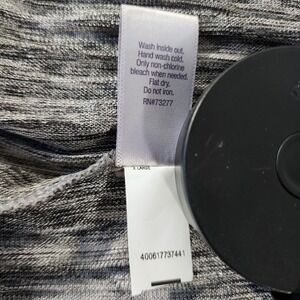 Wash inside out.
Hand wash cold.
Only non-chlorine
bleach when needed.
Flat dry.
Do not iron.
RN#73277
X LARGE
400617737441